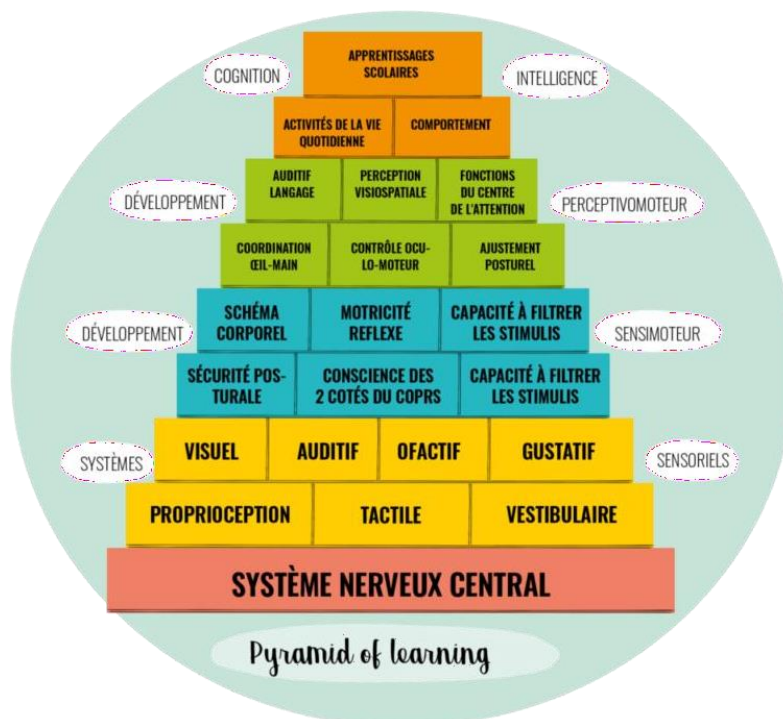 APPRENTISSAGES
SCOLAIRES
COGNITION
INTELLIGENCE
ACTIVITÉS DE LA VIE
QUOTIDIENNE
COMPORTEMENT
AUDITIF
LANGAGE
PERCEPTION
VISIOSPATIALE
FONCTIONS
DU CENTRE
DE L'ATTENTION
DÉVELOPPEMENT
PERCEPTIVOMOTEUR
COORDINATION
ŒIL-MAIN
CONTRÔLE OCU-
LO-MOTEUR
AJUSTEMENT
POSTUREL
SCHÉMA
CORPOREL
MOTRICITÉ
REFLEXE
CAPACITÉ À FILTRER
LES STIMULIS
DÉVELOPPEMENT
SENSIMOTEUR
SÉCURITÉ POS-
TURALE
CONSCIENCE DES
2 COTÉS DU COPRS
CAPACITÉ À FILTRER
LES STIMULIS
VISUEL
AUDITIF
OFACTIF
GUSTATIF
SYSTÈMES
SENSORIELS
PROPRIOCEPTION
TACTILE
VESTIBULAIRE
SYSTÈME NERVEUX CENTRAL
Pyramid of learning